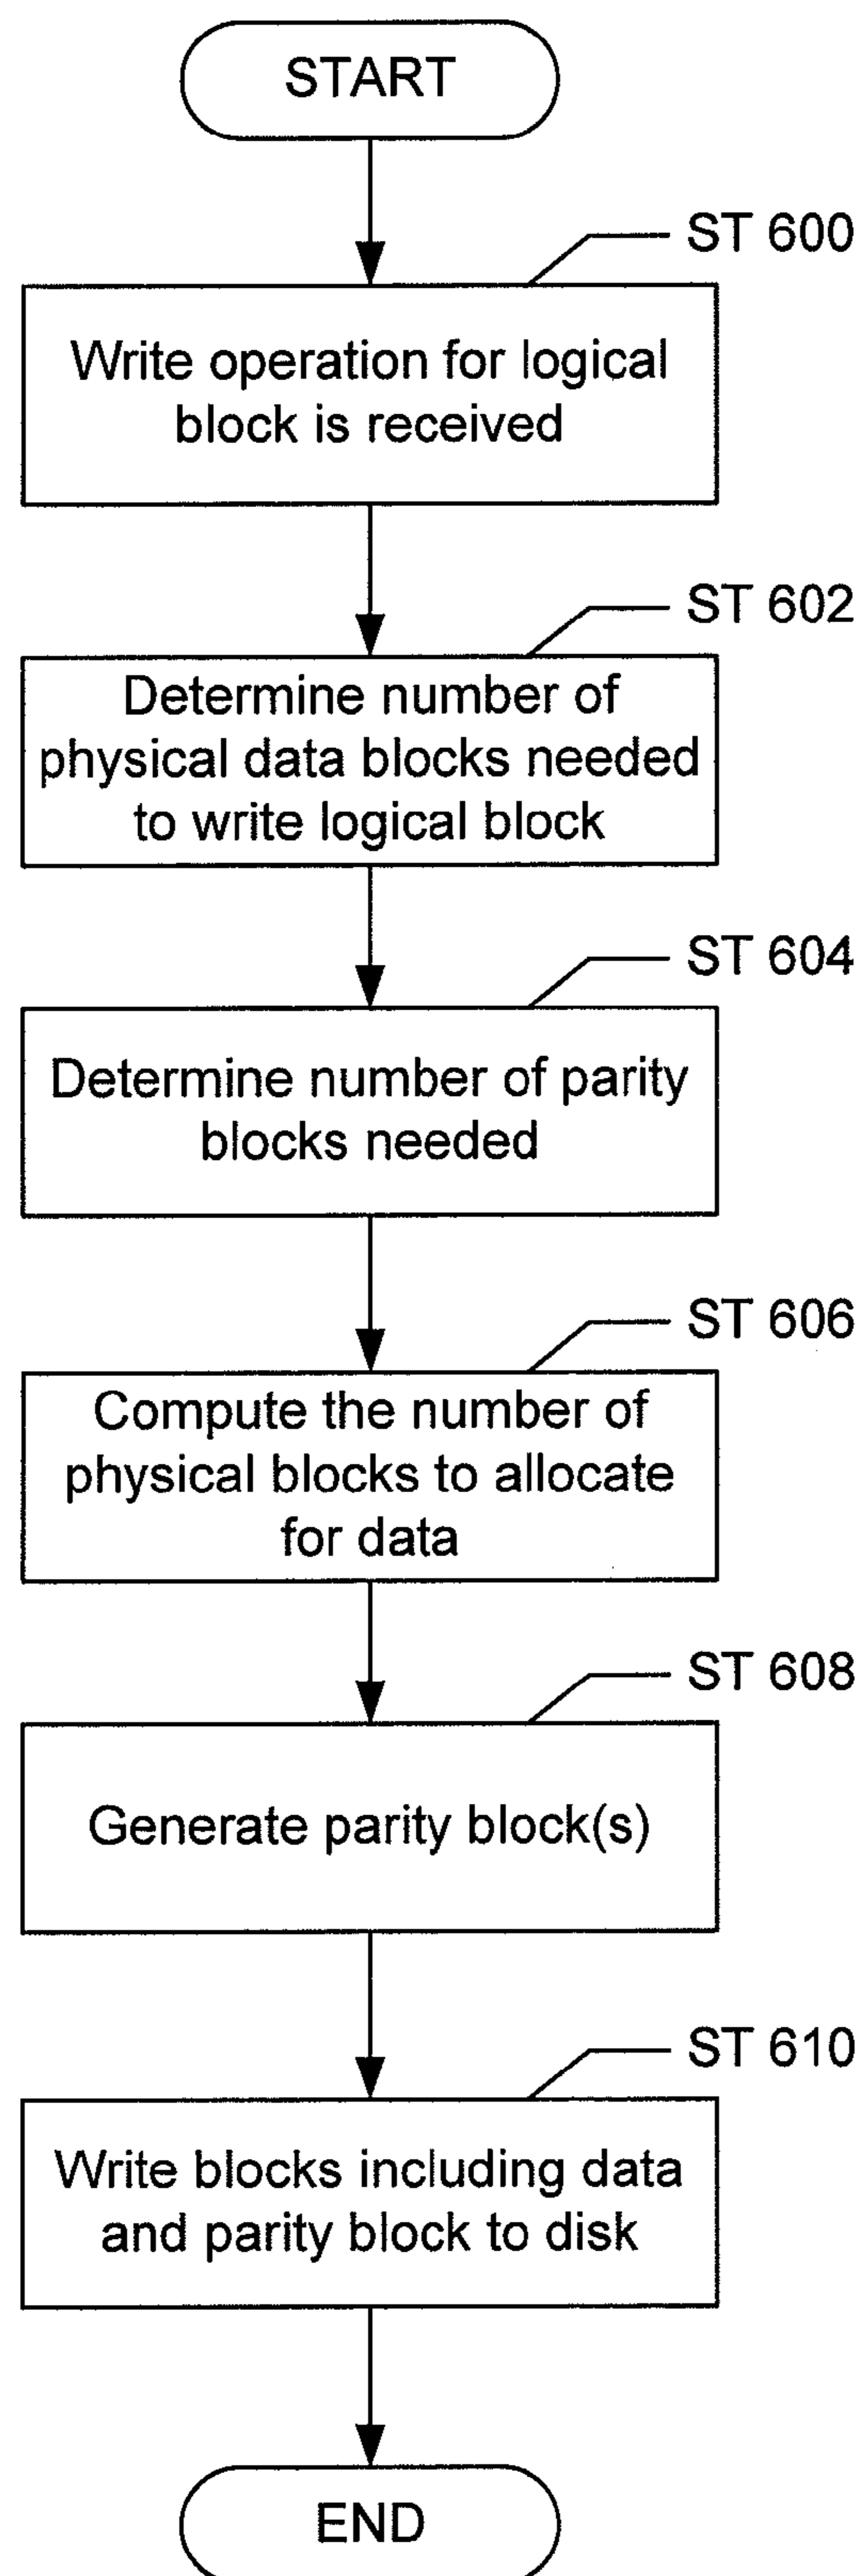 START
ST 600
Write operation for logical
block is received
ST 602
Determine number of
physical data blocks needed
to write logical block
ST 604
Determine number of parity
blocks needed
ST 606
Compute the number of
physical blocks to allocate
for data
ST 608
Generate parity block(s)
ST 610
Write blocks including data
and parity block to disk
END